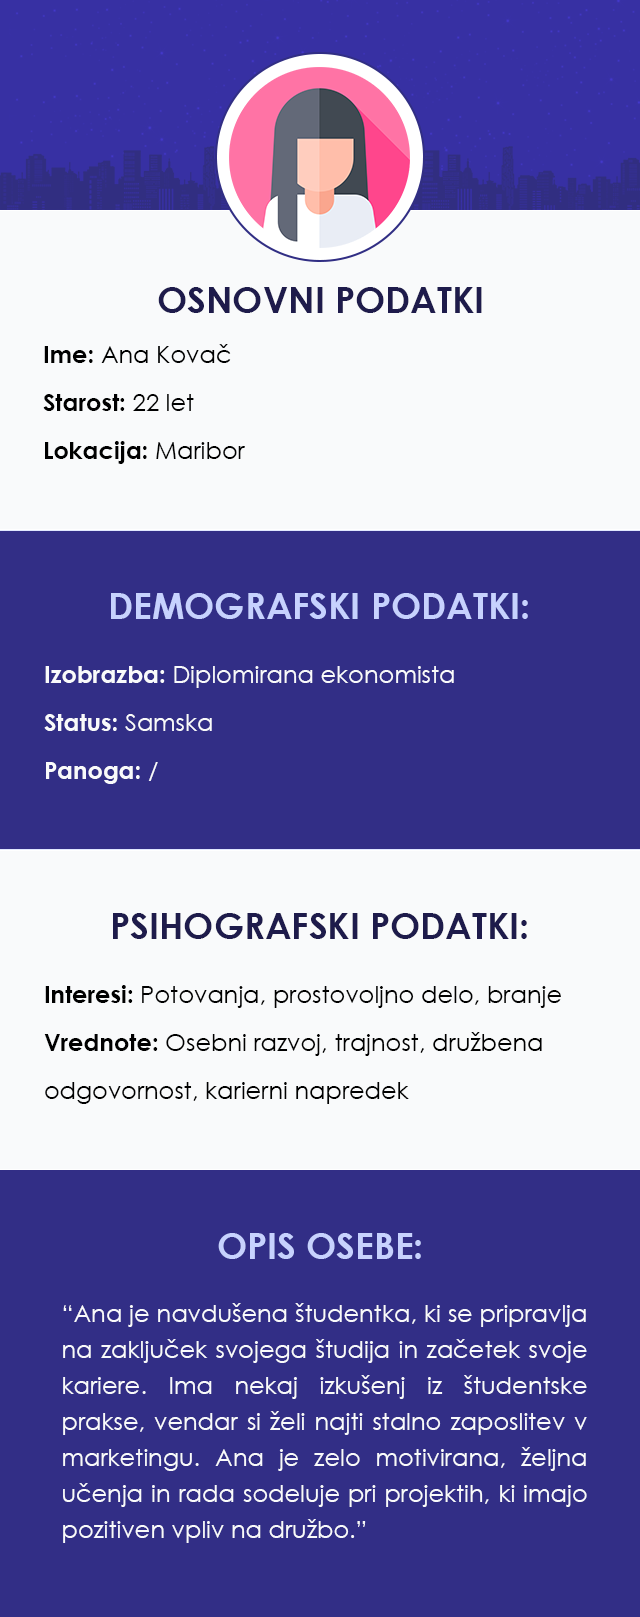 OSNOVNI PODATKI
Ime: Ana Kovač
Starost: 22 let
Lokacija: Maribor
DEMOGRAFSKI PODATKI:
Izobrazba: Diplomirana ekonomista
Status: Samska
Panoga: /
PSIHOGRAFSKI PODATKI:
Interesi: Potovanja, prostovoljno delo, branje
Vrednote: Osebni razvoj, trajnost, družbena
odgovornost, karierni napredek
OPIS OSEBE:
“Ana je navdušena študentka, ki se pripravlja
na zaključek svojega študija in začetek svoje
kariere. Ima nekaj izkušenj iz študentske
prakse, vendar si želi najti stalno zaposlitev v
marketingu. Ana je zelo motivirana, željna
učenja in rada sodeluje pri projektih, ki imajo
pozitiven vpliv na družbo.”